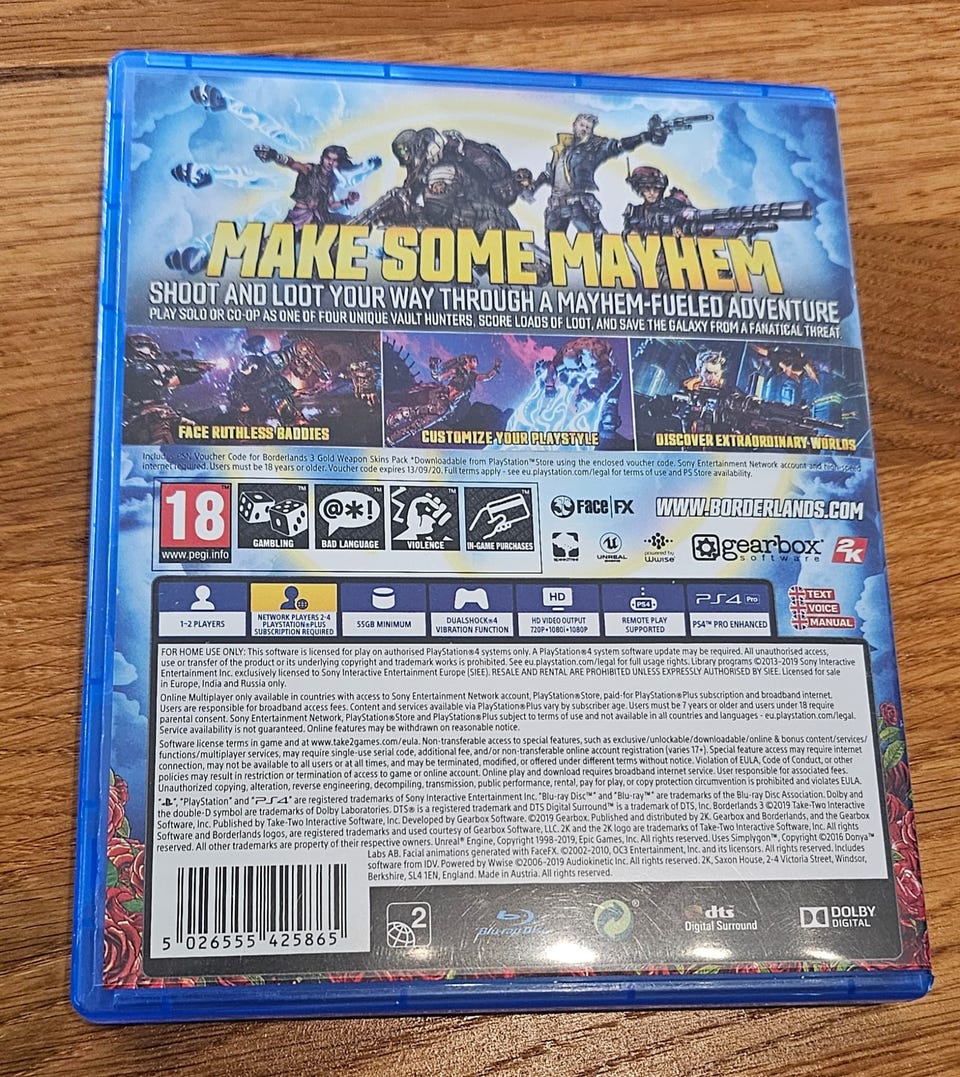 MAKE SOME MAYHEM
SHOOT AND LOOT YOUR WAY THROUGH A MAYHEM-FUELED ADVENTURE
PLAY SOLO OR CO-OP AS ONE OF FOUR UNIQUE VAULT HUNTERS, SCORE LOADS OF LOOT, AND SAVE THE GALAXY FROM A FANATICAL THREAT.
FACE RUTHLESS BADDIES
CUSTOMIZE YOUR PLAYSTYLE
DISCOVER EXTRAORDINARY WORLDS
Includes PSN Voucher Code for Borderlands 3 Gold Weapon Skins Pack *Downloadable from PlayStation™Store using the enclosed voucher code. Sony Entertainment Network account and high-speed
internet required. Users must be 18 years or older. Voucher code expires 13/09/20. Full terms apply - see eu.playstation.com/legal for terms of use and PS Store availability.
18
www.pegi.info
GAMBLING
@*!
BAD LANGUAGE
VIOLENCE
IN-GAME PURCHASES
FaceFX
WWW.BORDERLANDS.COM
speedtree
UNREAL
ENGINE
powered by
Wwise
gearbox
software
2K
1-2 PLAYERS
NETWORK PLAYERS 2-4
PLAYSTATION®PLUS
SUBSCRIPTION REQUIRED
55GB MINIMUM
DUALSHOCK®4
VIBRATION FUNCTION
HD
HD VIDEO OUTPUT
720P•1080i•1080P
PS4
REMOTE PLAY
SUPPORTED
PS4 Pro
PS4™ PRO ENHANCED
TEXT
VOICE
MANUAL
FOR HOME USE ONLY: This software is licensed for play on authorised PlayStation®4 systems only. A PlayStation®4 system software update may be required. All unauthorised access,
use or transfer of the product or its underlying copyright and trademark works is prohibited. See eu.playstation.com/legal for full usage rights. Library programs ©2013-2019 Sony Interactive
Entertainment Inc. exclusively licensed to Sony Interactive Entertainment Europe (SIEE). RESALE AND RENTAL ARE PROHIBITED UNLESS EXPRESSLY AUTHORISED BY SIEE. Licensed for sale
in Europe, India and Russia only.
Online Multiplayer only available in countries with access to Sony Entertainment Network account, PlayStation®Store, paid-for PlayStation®Plus subscription and broadband internet.
Users are responsible for broadband access fees. Content and services available via PlayStation®Plus vary by subscriber age. Users must be 7 years or older and users under 18 require
parental consent. Sony Entertainment Network, PlayStation®Store and PlayStation®Plus subject to terms of use and not available in all countries and languages - eu.playstation.com/legal.
Service availability is not guaranteed. Online features may be withdrawn on reasonable notice.
Software license terms in game and at www.take2games.com/eula. Non-transferable access to special features, such as exclusive/unlockable/downloadable/online & bonus content/services/
functions/multiplayer services, may require single-use serial code, additional fee, and/or non-transferable online account registration (varies 17+). Special feature access may require internet
connection, may not be available to all users or at all times, and may be terminated, modified, or offered under different terms without notice. Violation of EULA, Code of Conduct, or other
policies may result in restriction or termination of access to game or online account. Online play and download requires broadband internet service. User responsible for associated fees.
Unauthorized copying, alteration, reverse engineering, decompiling, transmission, public performance, rental, pay for play, or copy protection circumvention is prohibited and violates EULA.
"PlayStation" and "PS4" are registered trademarks of Sony Interactive Entertainment Inc. "Blu-ray Disc™" and "Blu-ray™" are trademarks of the Blu-ray Disc Association. Dolby and
the double-D symbol are trademarks of Dolby Laboratories. DTS® is a registered trademark and DTS Digital Surround™ is a trademark of DTS, Inc. Borderlands 3 ©2019 Take-Two Interactive
Software, Inc. Published by Take-Two Interactive Software, Inc. Developed by Gearbox Software. ©2019 Gearbox. Published and distributed by 2K. Gearbox and Borderlands, and the Gearbox
Software and Borderlands logos, are registered trademarks and used courtesy of Gearbox Software, LLC. 2K and the 2K logo are trademarks of Take-Two Interactive Software, Inc. All rights
reserved. All other trademarks are property of their respective owners. Unreal® Engine, Copyright 1998-2019, Epic Games, Inc. All rights reserved. Uses Simplygon™, Copyright ©2016 Donya™
Labs AB. Facial animations generated with FaceFX. ©2002-2010, OC3 Entertainment, Inc. and its licensors. All rights reserved. Includes
software from IDV. Powered by Wwise ©2006-2019 Audiokinetic Inc. All rights reserved. 2K, Saxon House, 2-4 Victoria Street, Windsor,
Berkshire, SL4 1EN, England. Made in Austria. All rights reserved.
5 026555 425865
2
Blu-ray Disc
dts
Digital Surround
DOLBY
DIGITAL